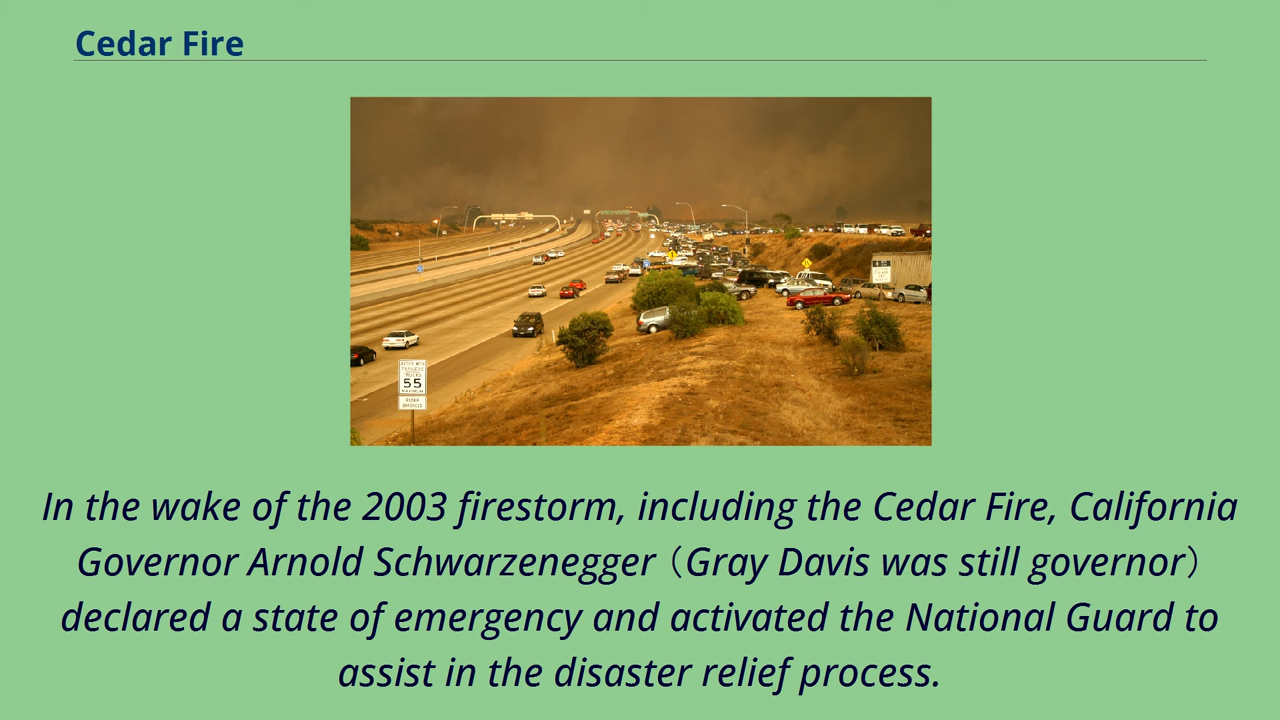 Cedar Fire
55
In the wake of the 2003 firestorm, including the Cedar Fire, California
Governor Arnold Schwarzenegger（Gray Davis was still governor）
declared a state of emergency and activated the National Guard to
assist in the disaster relief process.